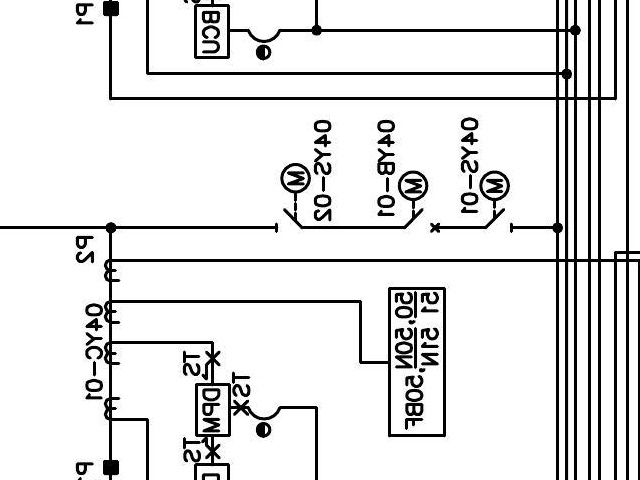 P1
BCU
M
04YS-02
M
04YB-01
M
04YS-01
P2
04YC-01
51 51N
50,50N,50BF
TS
TS
DPM
TS